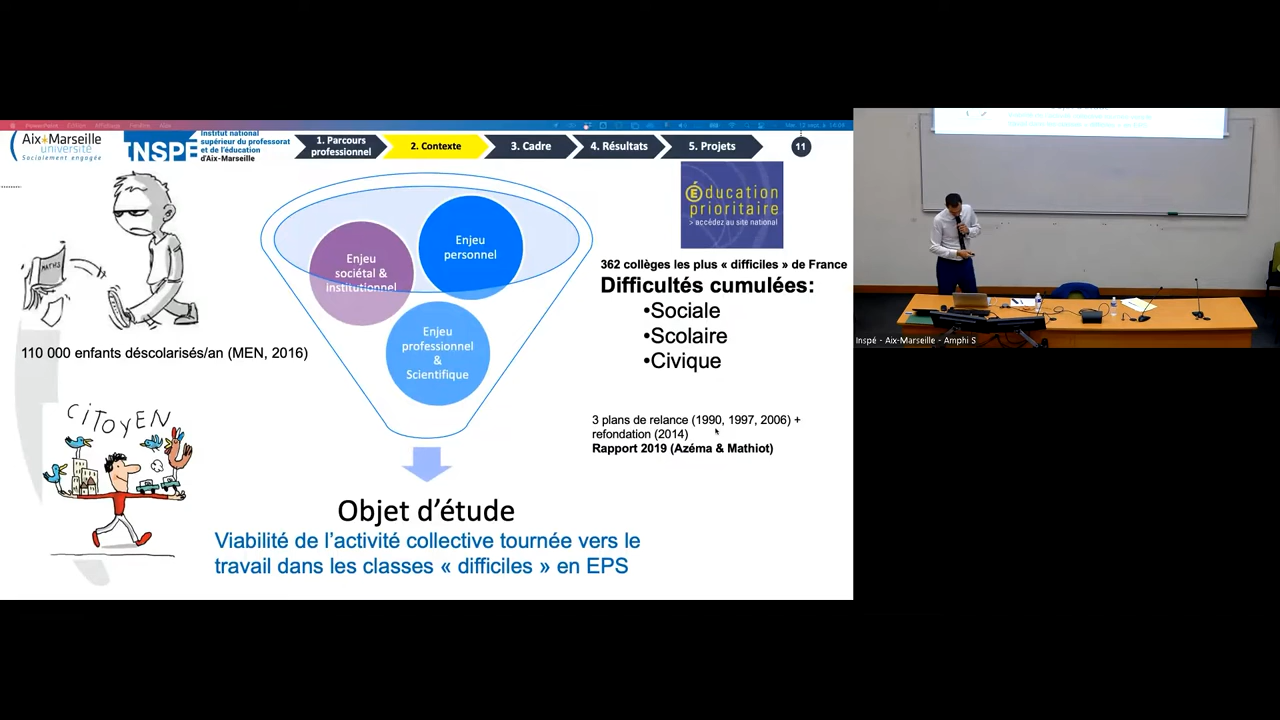 Aix*Marseille
université
Socialement engagée
INSPÉ
Institut national
supérieur du professorat
et de l'éducation
d'Aix-Marseille
1. Parcours
professionnel
2. Contexte
3. Cadre
4. Résultats
5. Projets
11
MATHS
110 000 enfants déscolarisés/an (MEN, 2016)
CITOYEN
Enjeu
sociétal &
institutionnel
Enjeu
personnel
Enjeu
professionnel
&
Scientifique
Objet d'étude
Viabilité de l'activité collective tournée vers le
travail dans les classes « difficiles » en EPS
éducation
prioritaire
> accédez au site national
362 collèges les plus « difficiles » de France
Difficultés cumulées:
•Sociale
•Scolaire
•Civique
3 plans de relance (1990, 1997, 2006) +
refondation (2014)
Rapport 2019 (Azéma & Mathiot)
Inspé - Aix-Marseille - Amphi S